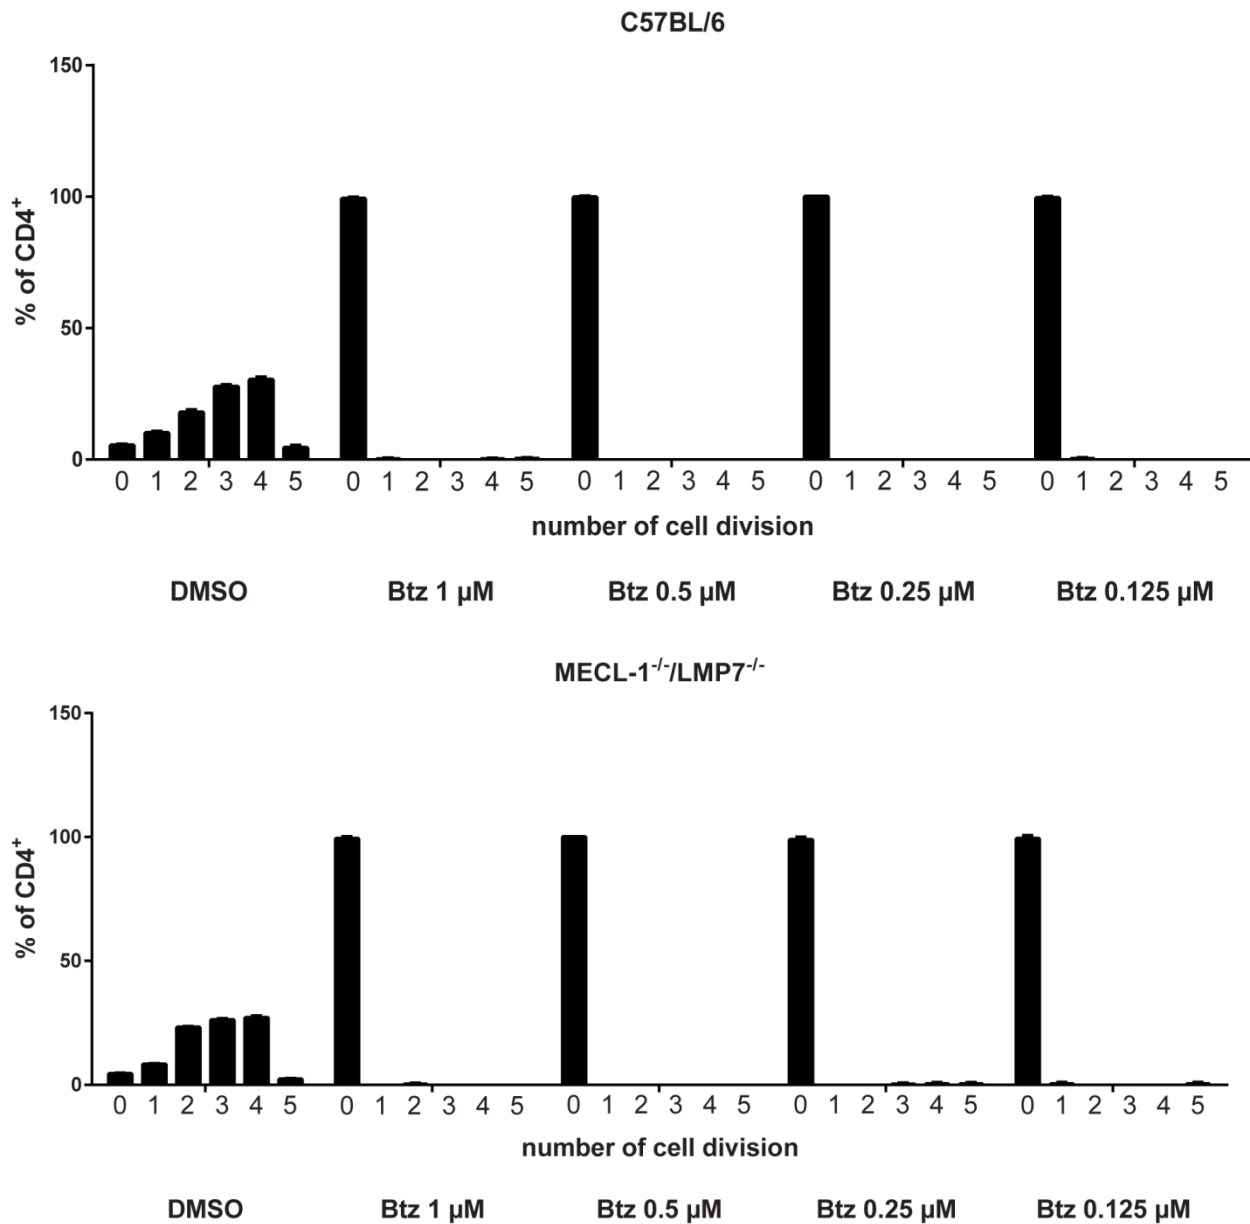 C57BL/6
150
100
50
0
% of CD4⁺
0 1 2 3 4 5 0 1 2 3 4 5 0 1 2 3 4 5 0 1 2 3 4 5 0 1 2 3 4 5
number of cell division
DMSO Btz 1 µM Btz 0.5 µM Btz 0.25 µM Btz 0.125 µM
MECL-1⁻/⁻/LMP7⁻/⁻
150
100
50
0
% of CD4⁺
0 1 2 3 4 5 0 1 2 3 4 5 0 1 2 3 4 5 0 1 2 3 4 5 0 1 2 3 4 5
number of cell division
DMSO Btz 1 µM Btz 0.5 µM Btz 0.25 µM Btz 0.125 µM